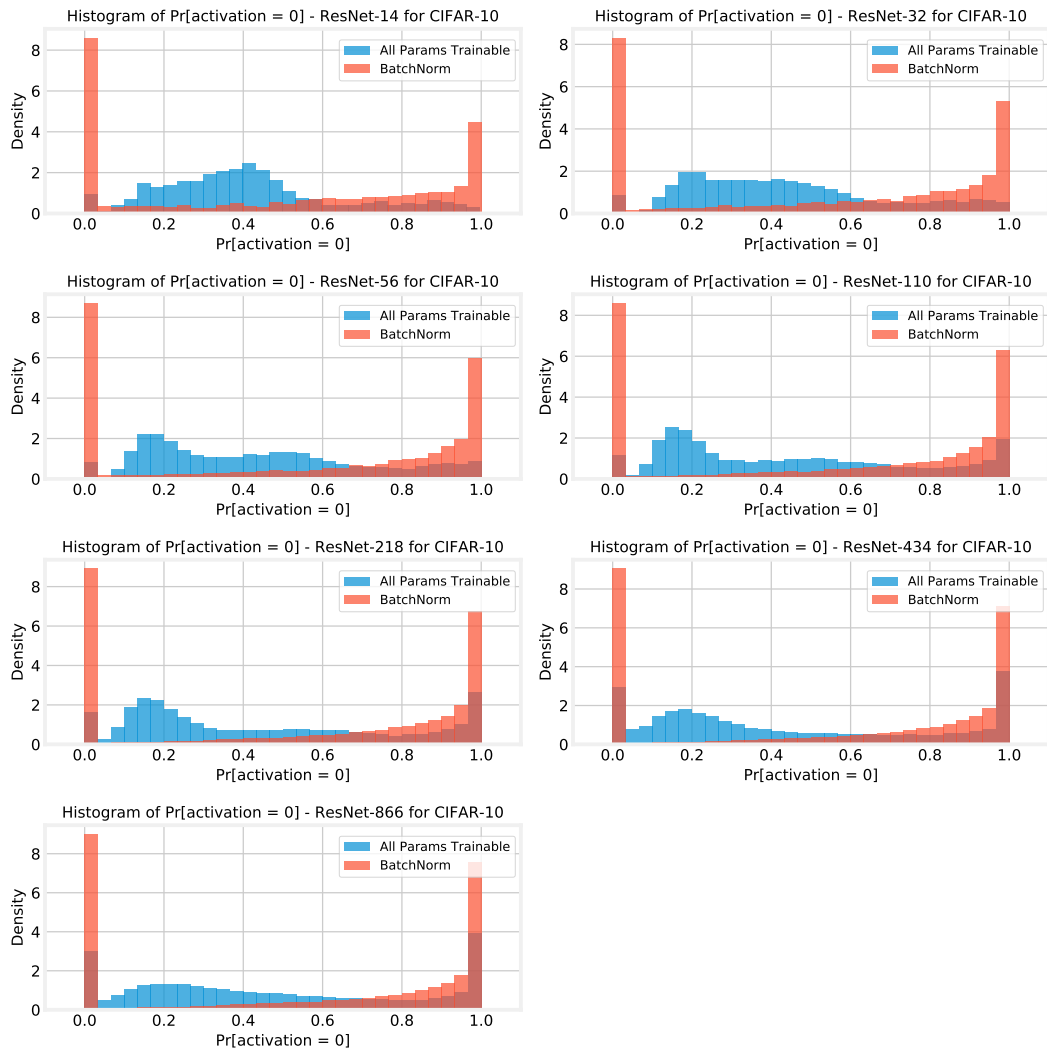 Histogram of Pr[activation = 0] - ResNet-14 for CIFAR-10
All Params Trainable
BatchNorm
Density
8
6
4
2
0
0.0 0.2 0.4 0.6 0.8 1.0
Pr[activation = 0]
Histogram of Pr[activation = 0] - ResNet-32 for CIFAR-10
All Params Trainable
BatchNorm
Density
8
6
4
2
0
0.0 0.2 0.4 0.6 0.8 1.0
Pr[activation = 0]
Histogram of Pr[activation = 0] - ResNet-56 for CIFAR-10
All Params Trainable
BatchNorm
Density
8
6
4
2
0
0.0 0.2 0.4 0.6 0.8 1.0
Pr[activation = 0]
Histogram of Pr[activation = 0] - ResNet-110 for CIFAR-10
All Params Trainable
BatchNorm
Density
8
6
4
2
0
0.0 0.2 0.4 0.6 0.8 1.0
Pr[activation = 0]
Histogram of Pr[activation = 0] - ResNet-218 for CIFAR-10
All Params Trainable
BatchNorm
Density
8
6
4
2
0
0.0 0.2 0.4 0.6 0.8 1.0
Pr[activation = 0]
Histogram of Pr[activation = 0] - ResNet-434 for CIFAR-10
All Params Trainable
BatchNorm
Density
8
6
4
2
0
0.0 0.2 0.4 0.6 0.8 1.0
Pr[activation = 0]
Histogram of Pr[activation = 0] - ResNet-866 for CIFAR-10
All Params Trainable
BatchNorm
Density
8
6
4
2
0
0.0 0.2 0.4 0.6 0.8 1.0
Pr[activation = 0]